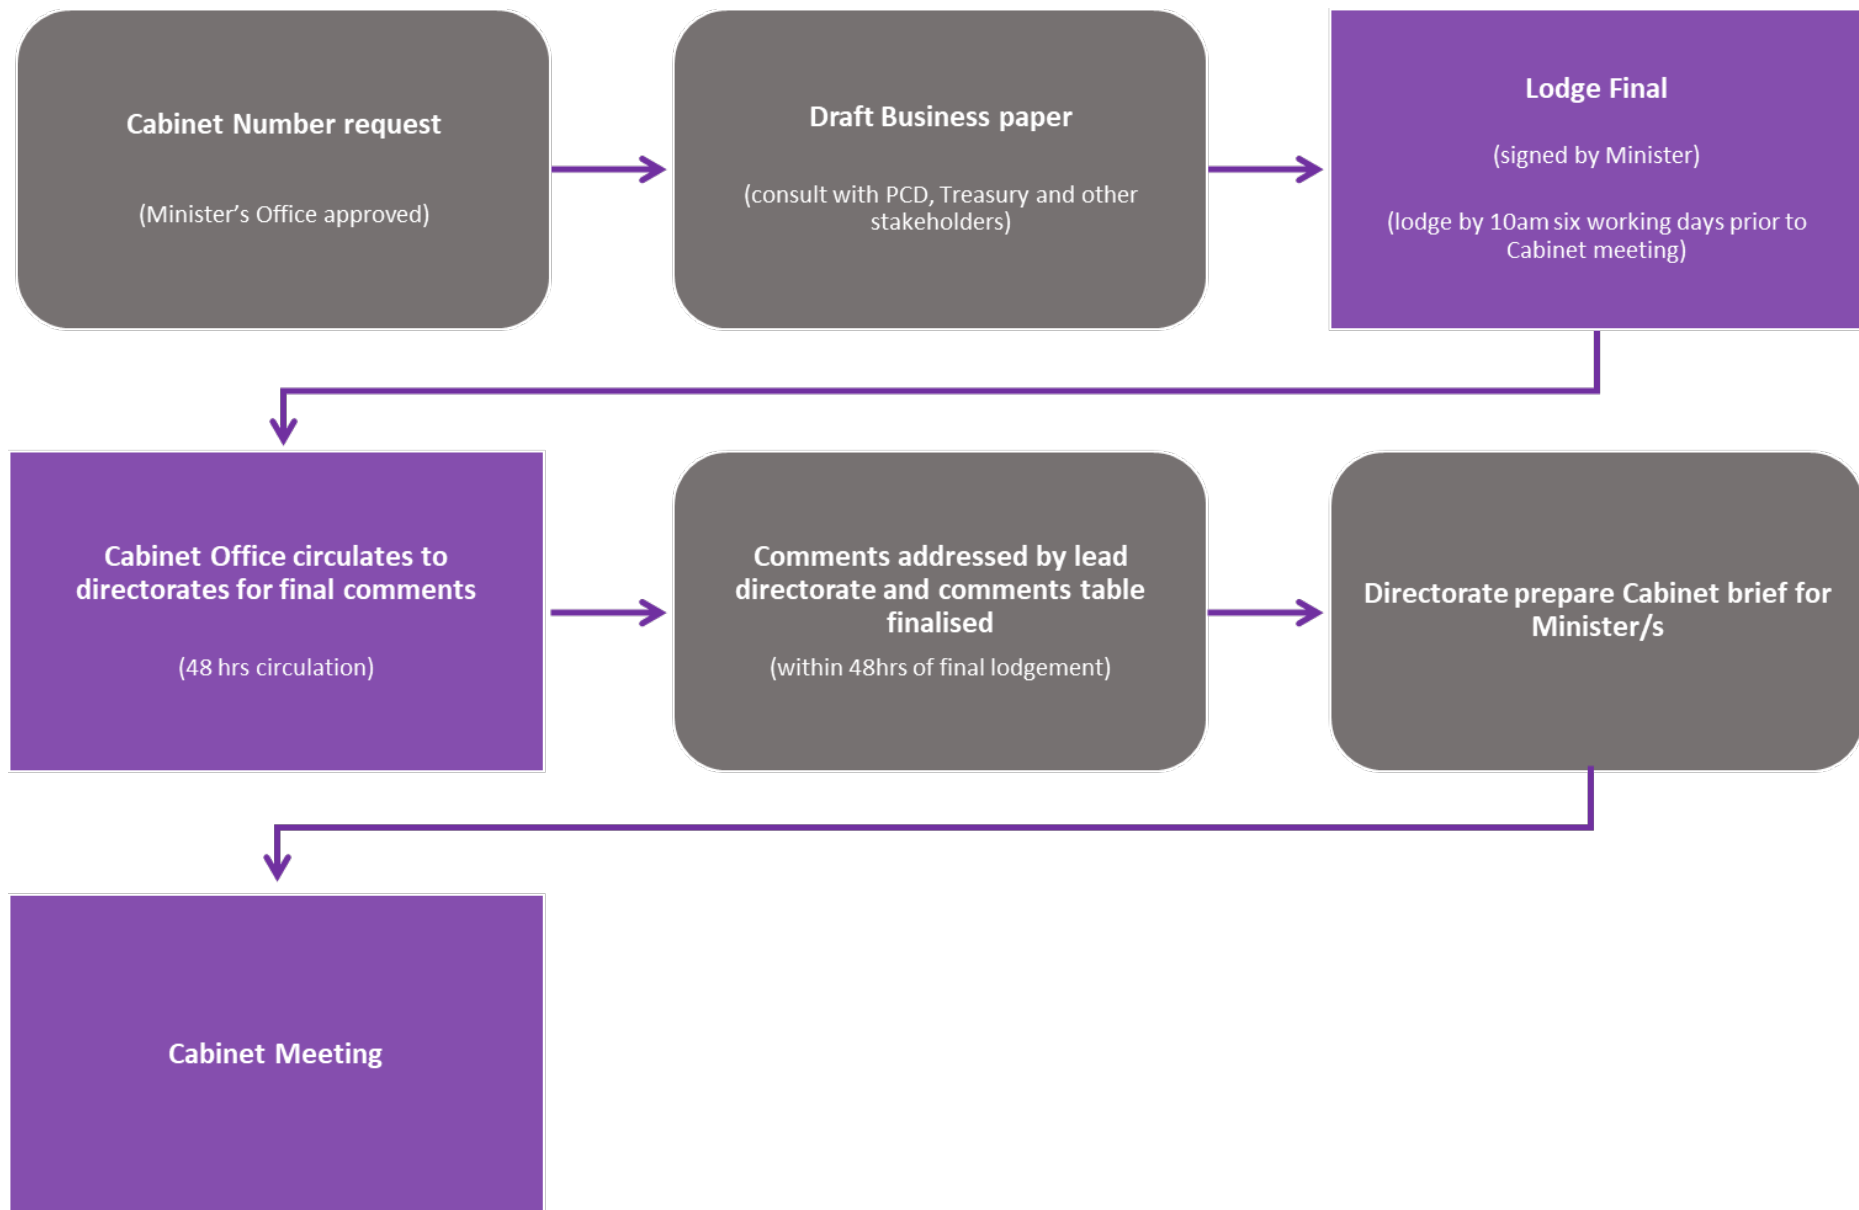 Cabinet Number request
(Minister’s Office approved)
Draft Business paper
(consult with PCD, Treasury and other
stakeholders)
Lodge Final
(signed by Minister)
(lodge by 10am six working days prior to
Cabinet meeting)
Cabinet Office circulates to
directorates for final comments
(48 hrs circulation)
Comments addressed by lead
directorate and comments table
finalised
(within 48hrs of final lodgement)
Directorate prepare Cabinet brief for
Minister/s
Cabinet Meeting